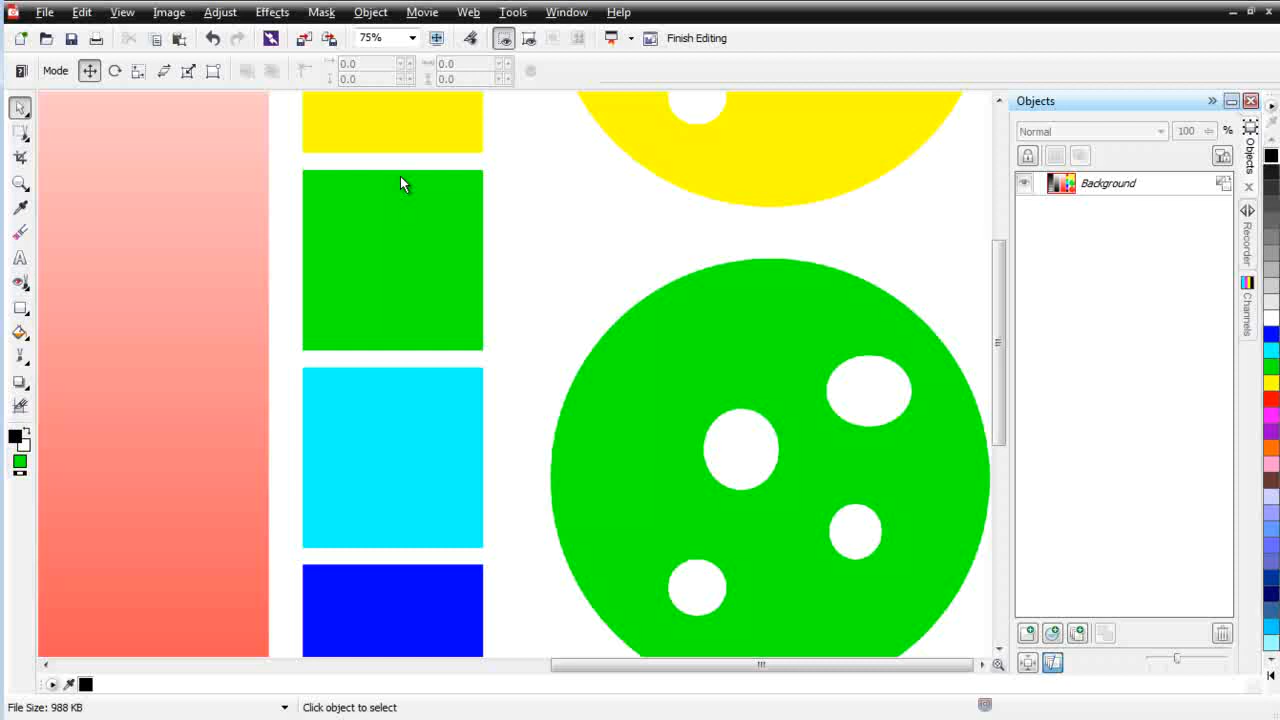 File Edit View Image Adjust Effects Mask Object Movie Web Tools Window Help
75% Finish Editing
Mode 0.0 0.0
0.0 0.0
Objects
Normal 100 %
Background
Objects
Recorder
Channels
File Size: 988 KB Click object to select